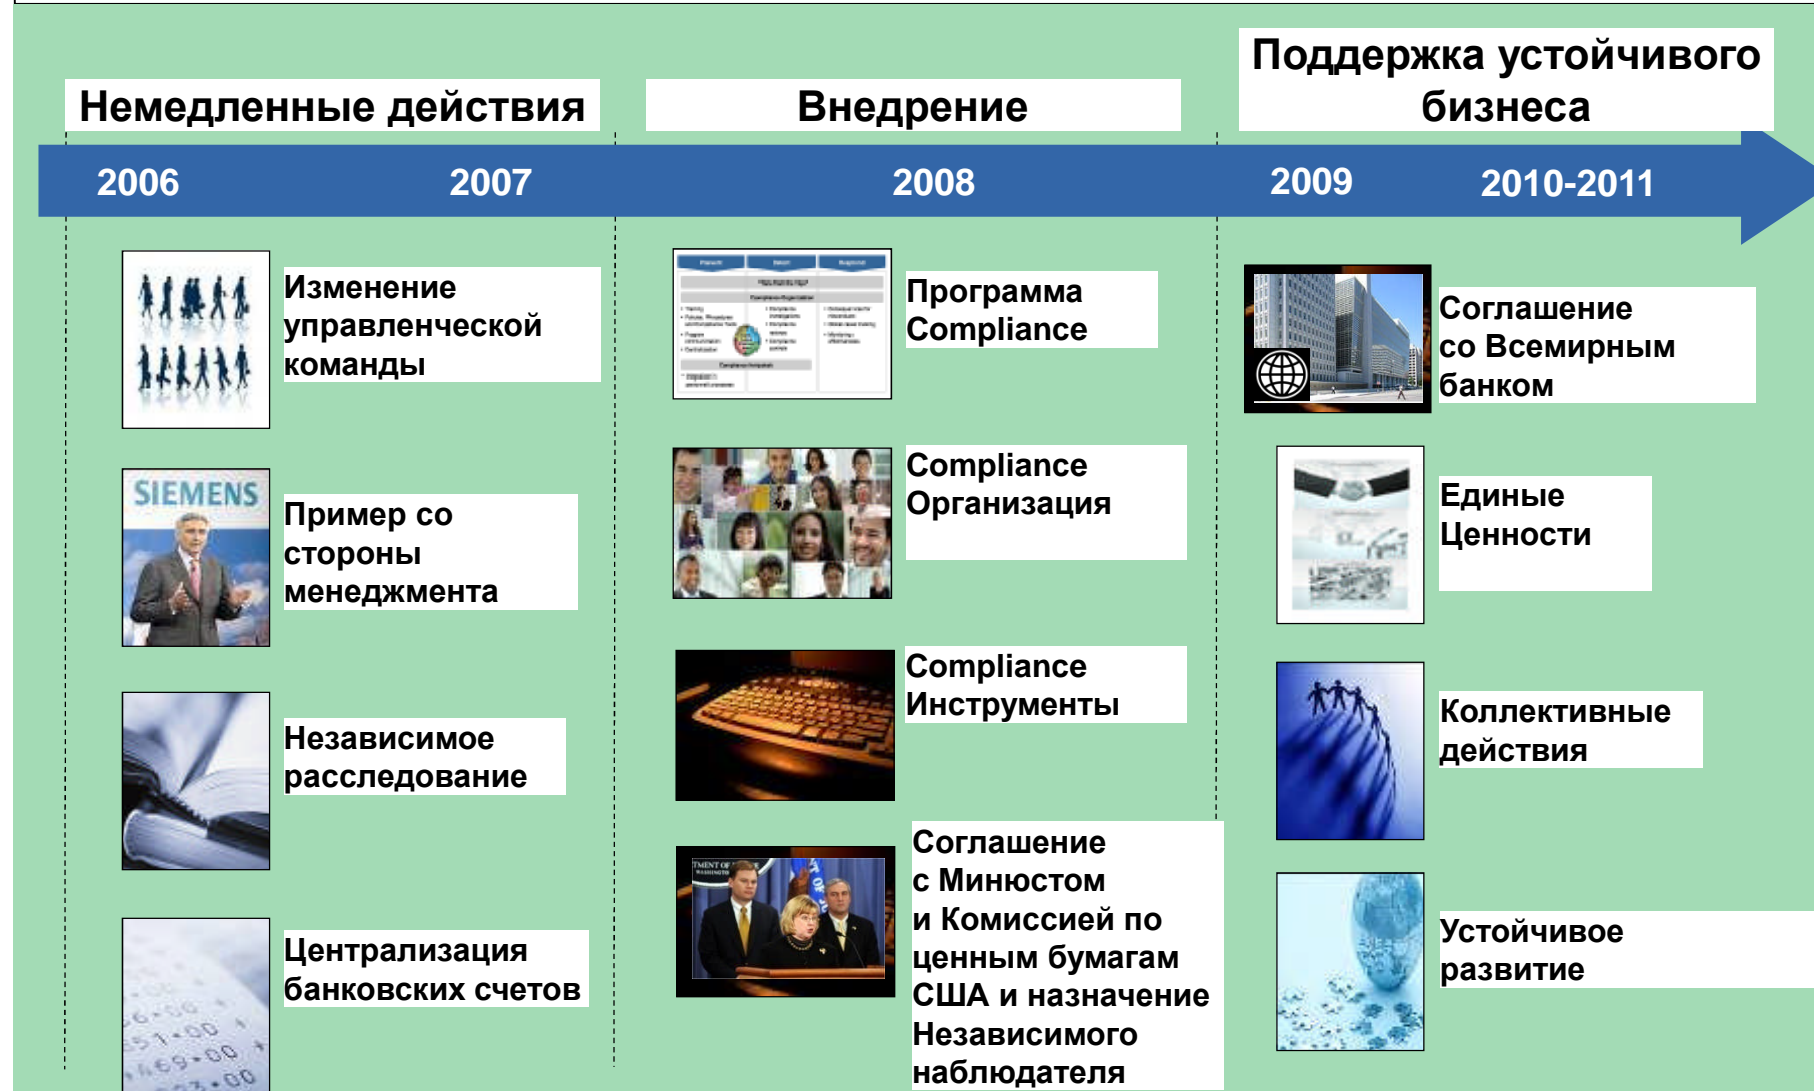 Немедленные действия
Внедрение
Поддержка устойчивого
бизнеса
2006
2007
2008
2009
2010-2011
Изменение
управленческой
команды
SIEMENS
Пример со
стороны
менеджмента
Независимое
расследование
Централизация
банковских счетов
Программа
Compliance
Compliance
Организация
Compliance
Инструменты
Соглашение
с Минюстом
и Комиссией по
ценным бумагам
США и назначение
Независимого
наблюдателя
Соглашение
со Всемирным
банком
Единые
Ценности
Коллективные
действия
Устойчивое
развитие